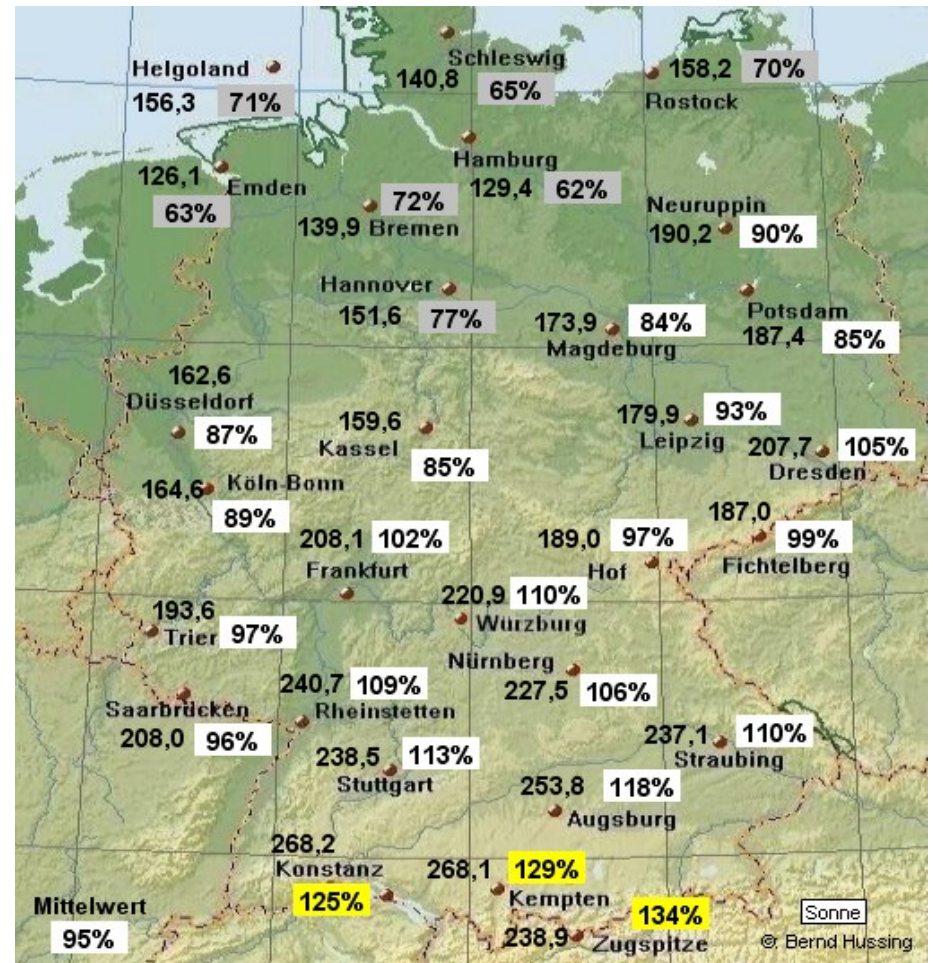 Schleswig
140,8 65%
Helgoland
156,3 71%
158,2 70%
Rostock
Hamburg
129,4 62%
126,1 Emden
63%
72%
139,9 Bremen
Neuruppin
190,2 90%
Hannover
151,6 77%
173,9 84%
Magdeburg
Potsdam
187,4 85%
162,6
Düsseldorf
87%
159,6
Kassel
85%
179,9 93%
Leipzig
207,7 105%
Dresden
164,6 Köln-Bonn
89%
208,1 102%
Frankfurt
189,0 97%
Hof
187,0
99%
Fichtelberg
193,6
Trier 97%
220,9 110%
Würzburg
Nürnberg
227,5 106%
Saarbrücken
208,0 96%
240,7 109%
Rheinstetten
237,1 110%
Straubing
238,5 113%
Stuttgart
253,8 118%
Augsburg
268,2
Konstanz
125%
268,1 129%
Kempten
134%
238,9 Zugspitze
Mittelwert
95%
Sonne
© Bernd Hussing